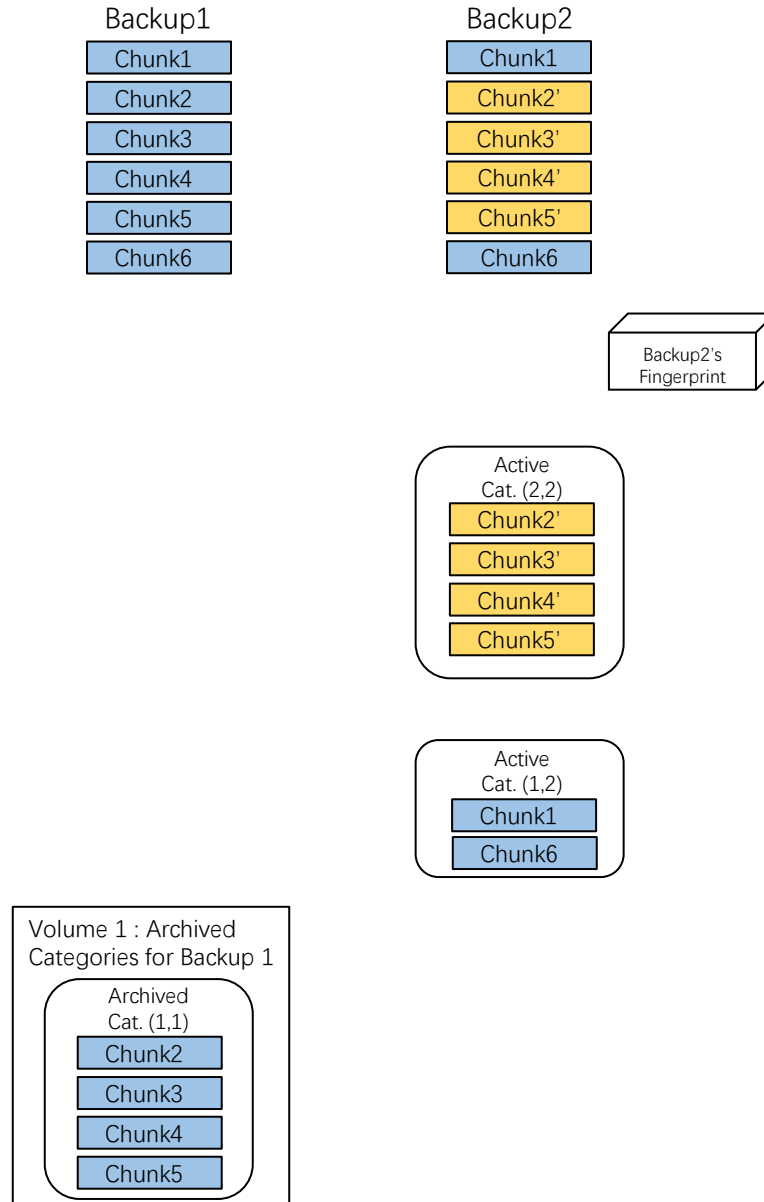 Backup1
Chunk1
Chunk2
Chunk3
Chunk4
Chunk5
Chunk6
Backup2
Chunk1
Chunk2’
Chunk3’
Chunk4’
Chunk5’
Chunk6
Backup2’s
Fingerprint
Active
Cat. (2,2)
Chunk2’
Chunk3’
Chunk4’
Chunk5’
Active
Cat. (1,2)
Chunk1
Chunk6
Volume 1 : Archived
Categories for Backup 1
Archived
Cat. (1,1)
Chunk2
Chunk3
Chunk4
Chunk5